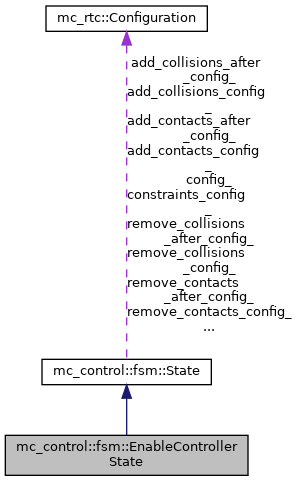 mc_rtc::Configuration
add_collisions_after
_config_
add_collisions_config
_
add_contacts_after
_config_
add_contacts_config
_
config_
constraints_config
_
remove_collisions
_after_config_
remove_collisions
_config_
remove_contacts
_after_config_
remove_contacts_config_
...
mc_control::fsm::State
mc_control::fsm::EnableController
State